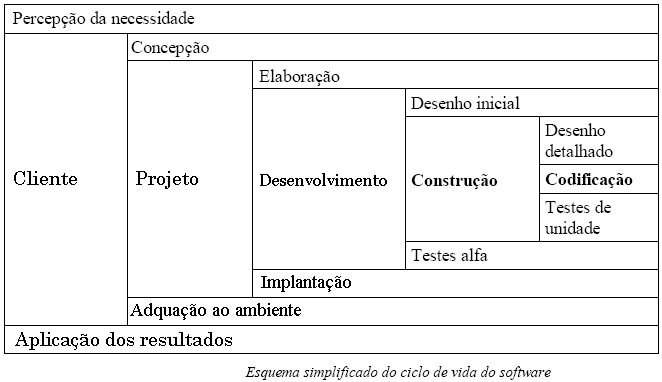 Percepção da necessidade
Concepção
Elaboração
Desenho inicial
Desenho
detalhado
Cliente
Projeto
Desenvolvimento
Construção
Codificação
Testes de
unidade
Testes alfa
Implantação
Adquação ao ambiente
Aplicação dos resultados
Esquema simplificado do ciclo de vida do software